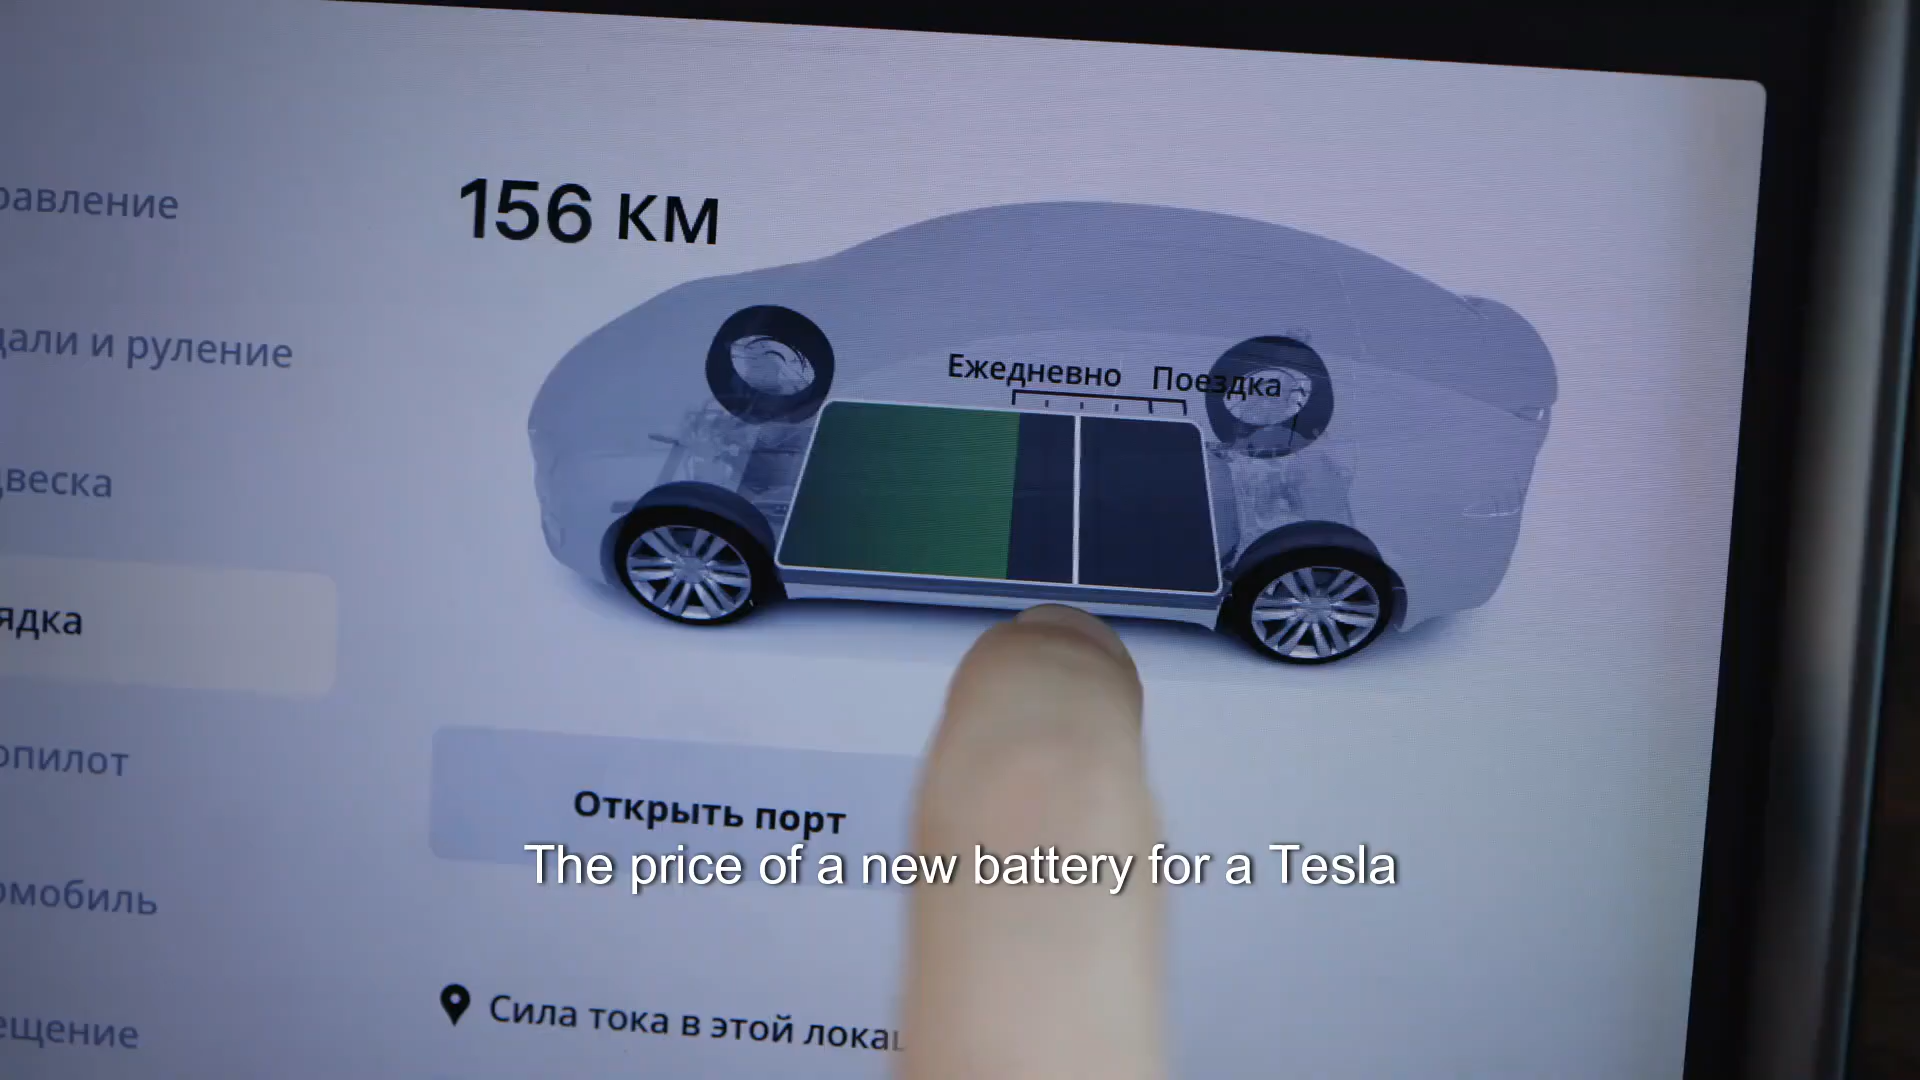 156 км
равление
Ежедневно Поездка
дали и руление
двеска
ядка
опилот
Открыть порт
The price of a new battery for a Tesla
омобиль
Сила тока в этой лока
ещение